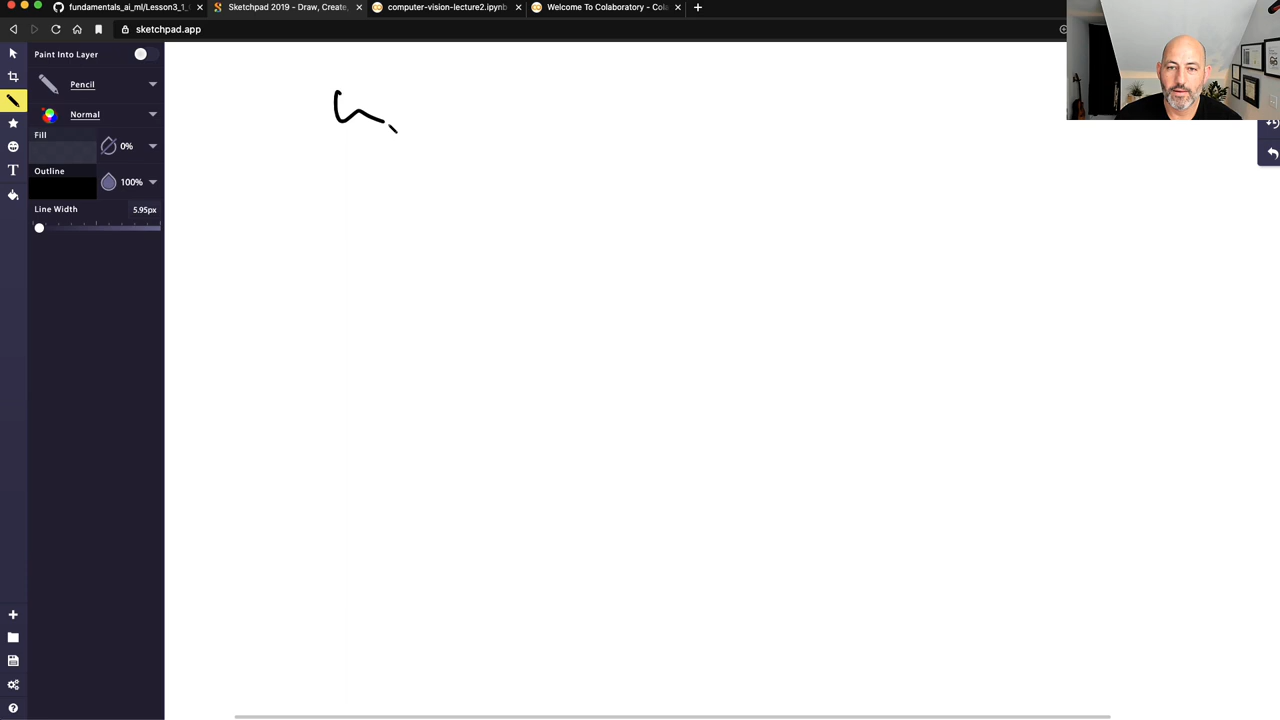 fundamentals_ai_ml/Lesson3_1_
Sketchpad 2019 - Draw, Create,
computer-vision-lecture2.ipynb
Welcome To Colaboratory - Cola
sketchpad.app
Paint Into Layer
Pencil
Normal
Fill
0%
Outline
100%
Line Width 5.95px